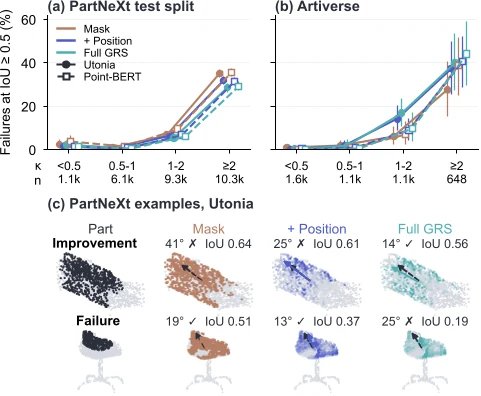 (a) PartNeXt test split
(b) Artiverse
Failures at IoU ≥ 0.5 (%)
60
40
20
0
Mask
+ Position
Full GRS
Utonia
Point-BERT
κ <0.5 0.5-1 1-2 ≥2
n 1.1k 6.1k 9.3k 10.3k
<0.5 0.5-1 1-2 ≥2
1.6k 1.1k 1.1k 648
(c) PartNeXt examples, Utonia
Part Mask + Position Full GRS
Improvement 41° ✗ IoU 0.64 25° ✗ IoU 0.61 14° ✓ IoU 0.56
Failure 19° ✓ IoU 0.51 13° ✓ IoU 0.37 25° ✗ IoU 0.19